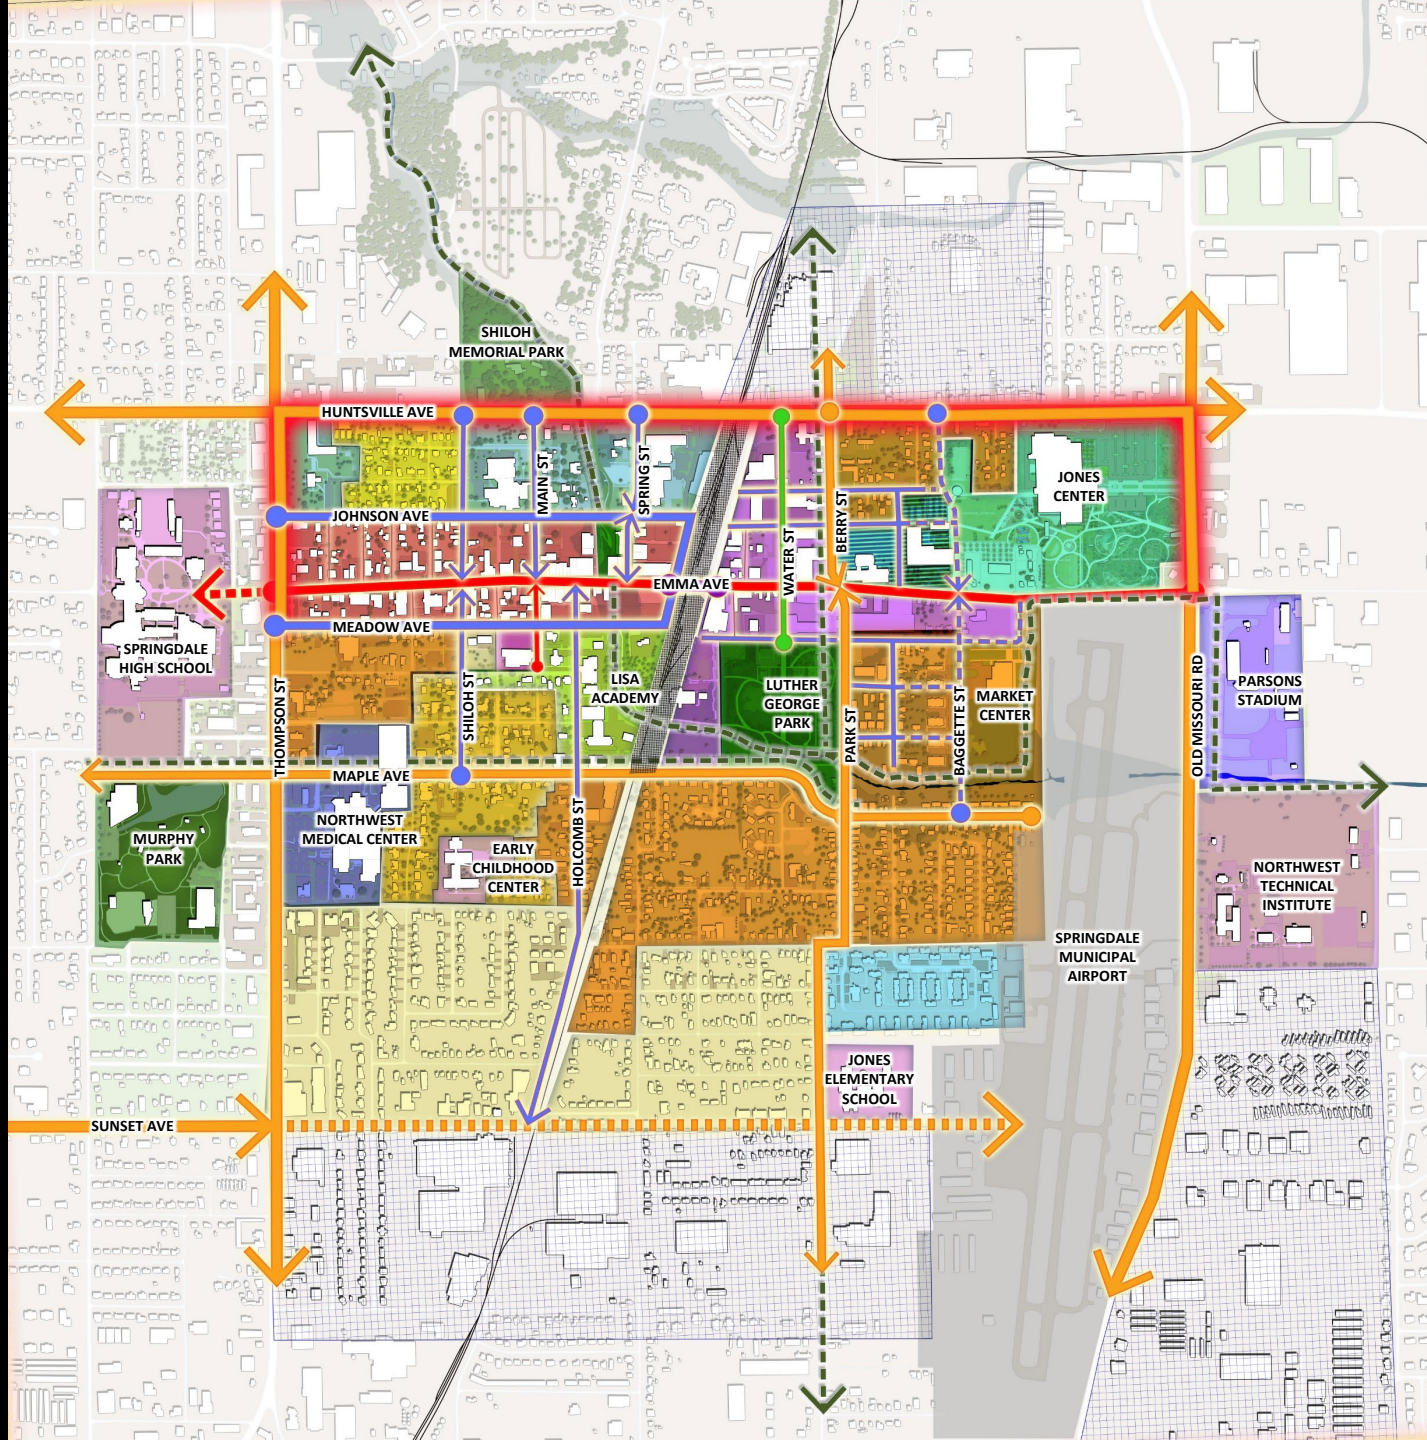 SHILOH
MEMORIAL PARK
HUNTSVILLE AVE
MAIN ST
SPRING ST
JONES
CENTER
JOHNSON AVE
WATER ST
BERRY ST
EMMA AVE
MEADOW AVE
SPRINGDALE
HIGH SCHOOL
THOMPSON ST
SHILOH ST
LISA
ACADEMY
LUTHER
GEORGE
PARK
PARK ST
BAGGETTE ST
MARKET
CENTER
OLD MISSOURI RD
PARSONS
STADIUM
MAPLE AVE
NORTHWEST
MEDICAL CENTER
MURPHY
PARK
EARLY
CHILDHOOD
CENTER
HOLCOMB ST
NORTHWEST
TECHNICAL
INSTITUTE
SPRINGDALE
MUNICIPAL
AIRPORT
JONES
ELEMENTARY
SCHOOL
SUNSET AVE